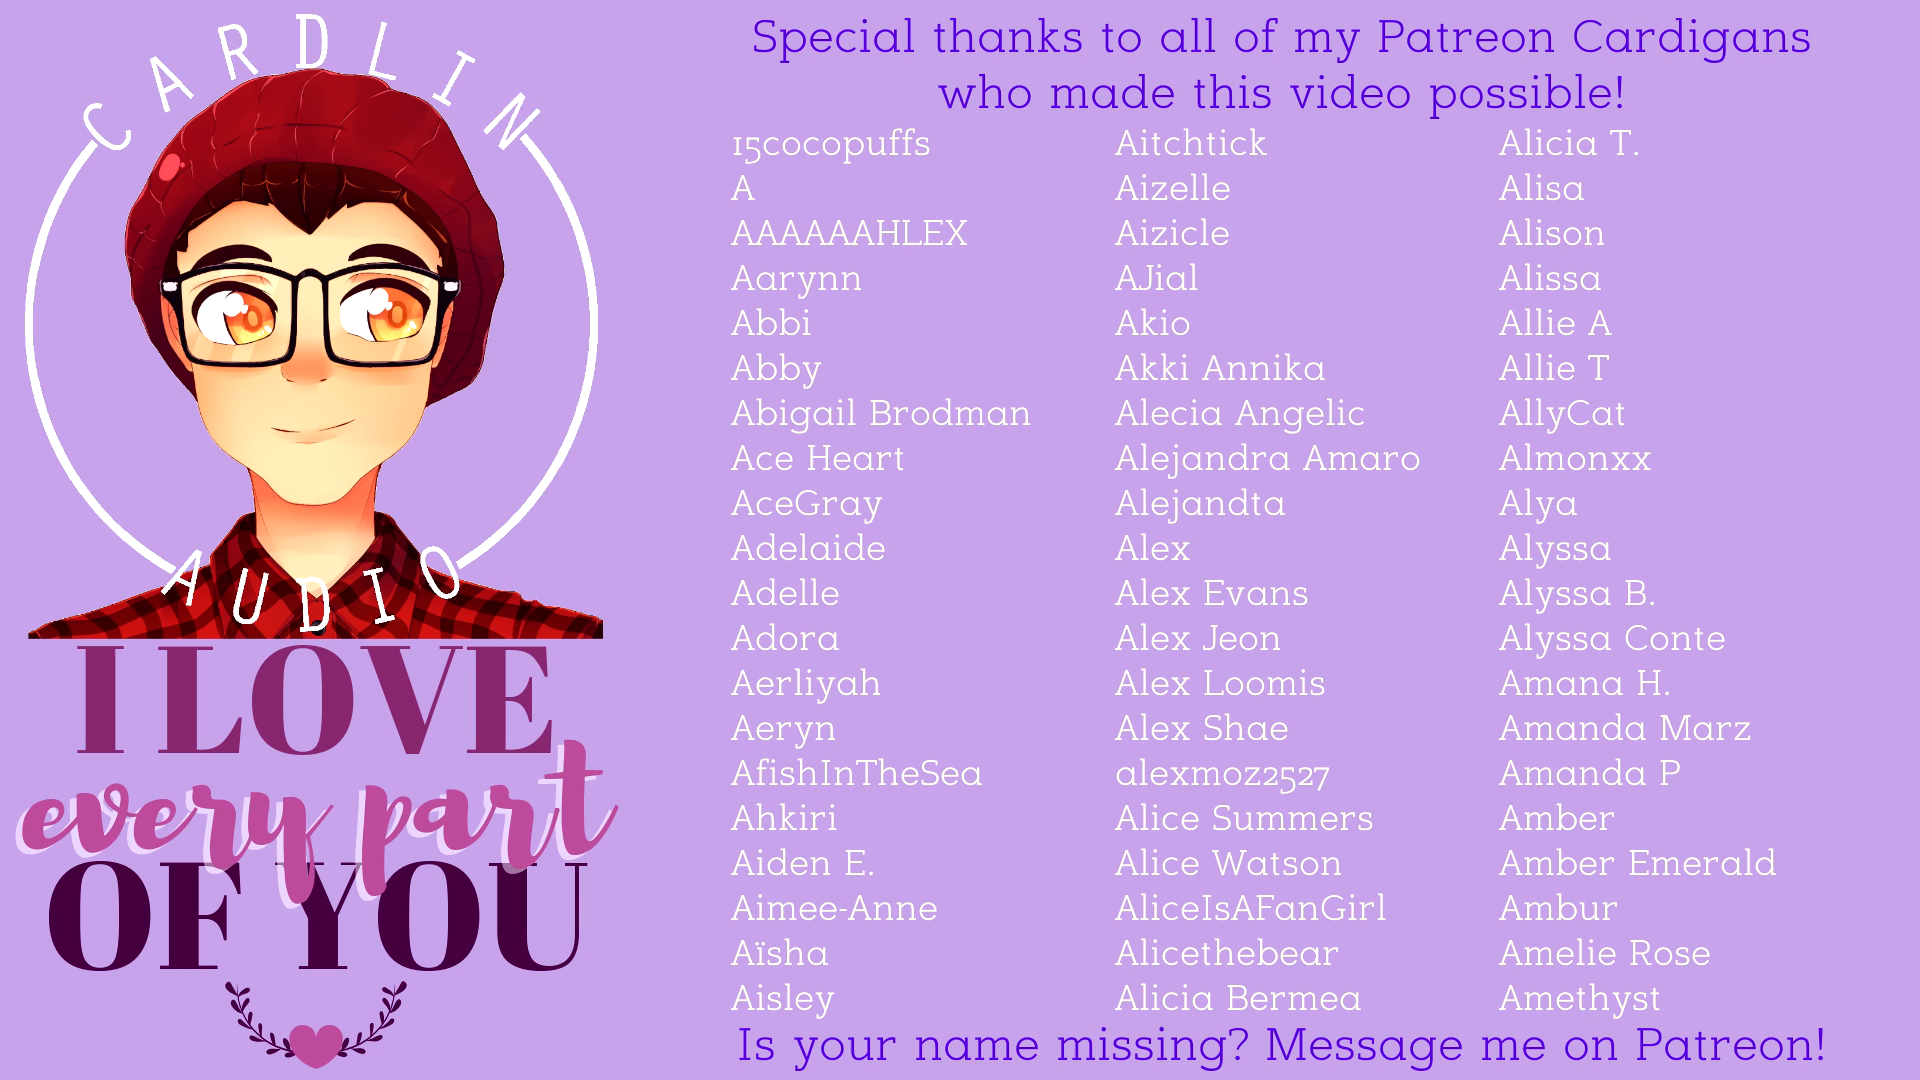 CARDLIN
AUDIO
I LOVE
every part
OF YOU
Special thanks to all of my Patreon Cardigans
who made this video possible!
15cocopuffs
A
AAAAAAHLEX
Aarynn
Abbi
Abby
Abigail Brodman
Ace Heart
AceGray
Adelaide
Adelle
Adora
Aerliyah
Aeryn
AfishInTheSea
Ahkiri
Aiden E.
Aimee-Anne
Aïsha
Aisley
Aitchtick
Aizelle
Aizicle
AJial
Akio
Akki Annika
Alecia Angelic
Alejandra Amaro
Alejandta
Alex
Alex Evans
Alex Jeon
Alex Loomis
Alex Shae
alexmoz2527
Alice Summers
Alice Watson
AliceIsAFanGirl
Alicethebear
Alicia Bermea
Alicia T.
Alisa
Alison
Alissa
Allie A
Allie T
AllyCat
Almonxx
Alya
Alyssa
Alyssa B.
Alyssa Conte
Amana H.
Amanda Marz
Amanda P
Amber
Amber Emerald
Ambur
Amelie Rose
Amethyst
Is your name missing? Message me on Patreon!